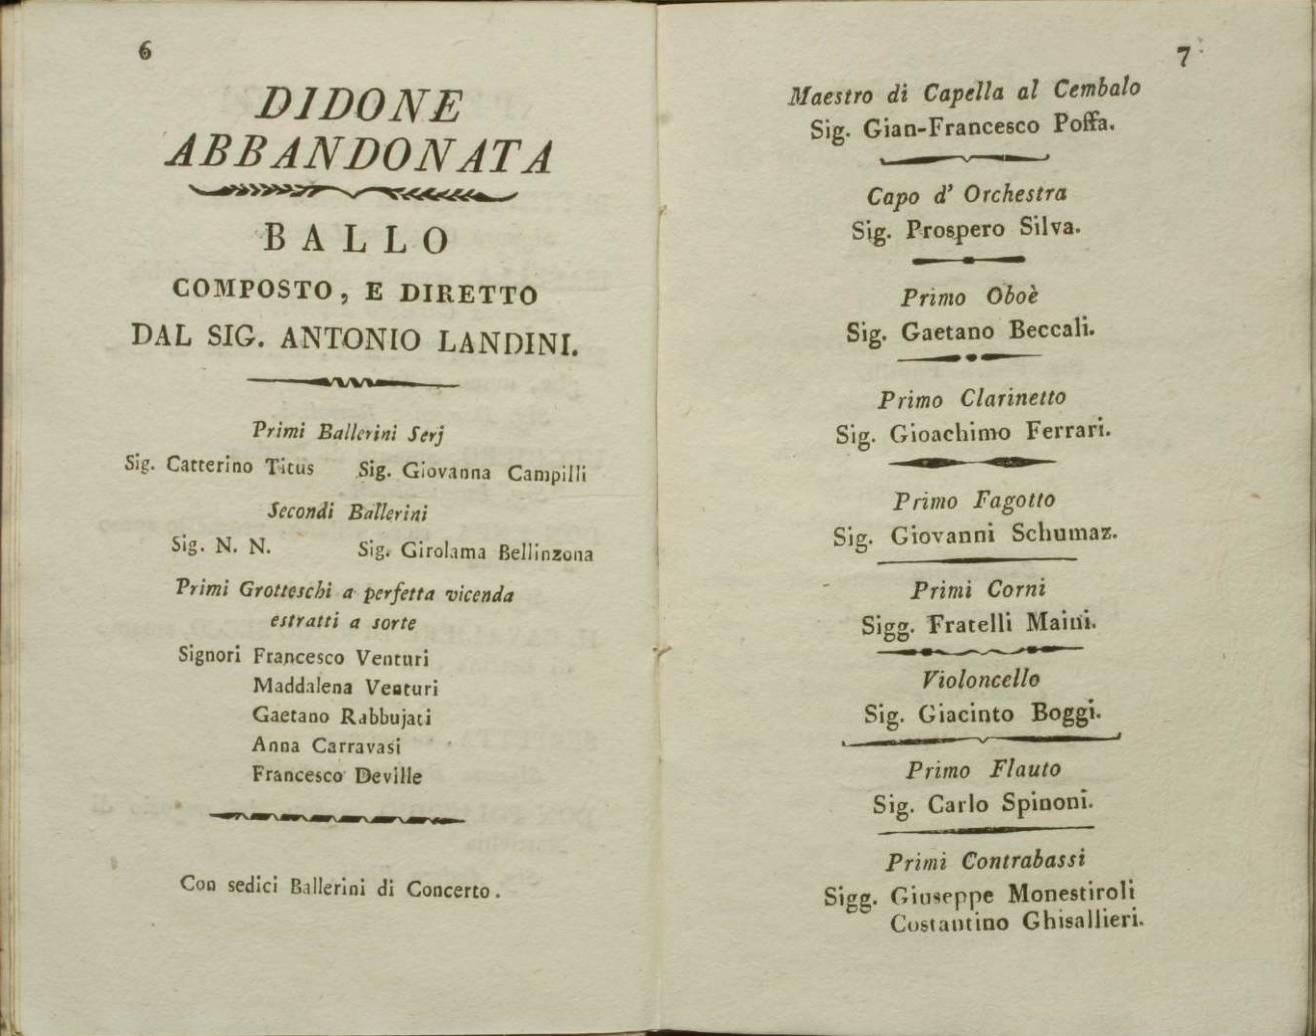 6
DIDONE
ABBANDONATA
BALLO
COMPOSTO, E DIRETTO
DAL SIG. ANTONIO LANDINI.
Primi Ballerini Serj
Sig. Catterino Titus Sig. Giovanna Campilli
Secondi Ballerini
Sig. N. N. Sig. Girolama Bellinzona
Primi Grotteschi a perfetta vicenda
estratti a sorte
Signori Francesco Venturi
Maddalena Venturi
Gaetano Rabbujati
Anna Carravasi
Francesco Deville
Con sedici Ballerini di Concerto.
7
Maestro di Capella al Cembalo
Sig. Gian-Francesco Poffa.
Capo d' Orchestra
Sig. Prospero Silva.
Primo Oboè
Sig. Gaetano Beccali.
Primo Clarinetto
Sig. Gioachimo Ferrari.
Primo Fagotto
Sig. Giovanni Schumaz.
Primi Corni
Sigg. Fratelli Maini.
Violoncello
Sig. Giacinto Boggi.
Primo Flauto
Sig. Carlo Spinoni.
Primi Contrabassi
Sigg. Giuseppe Monestiroli
Costantino Ghisallieri.